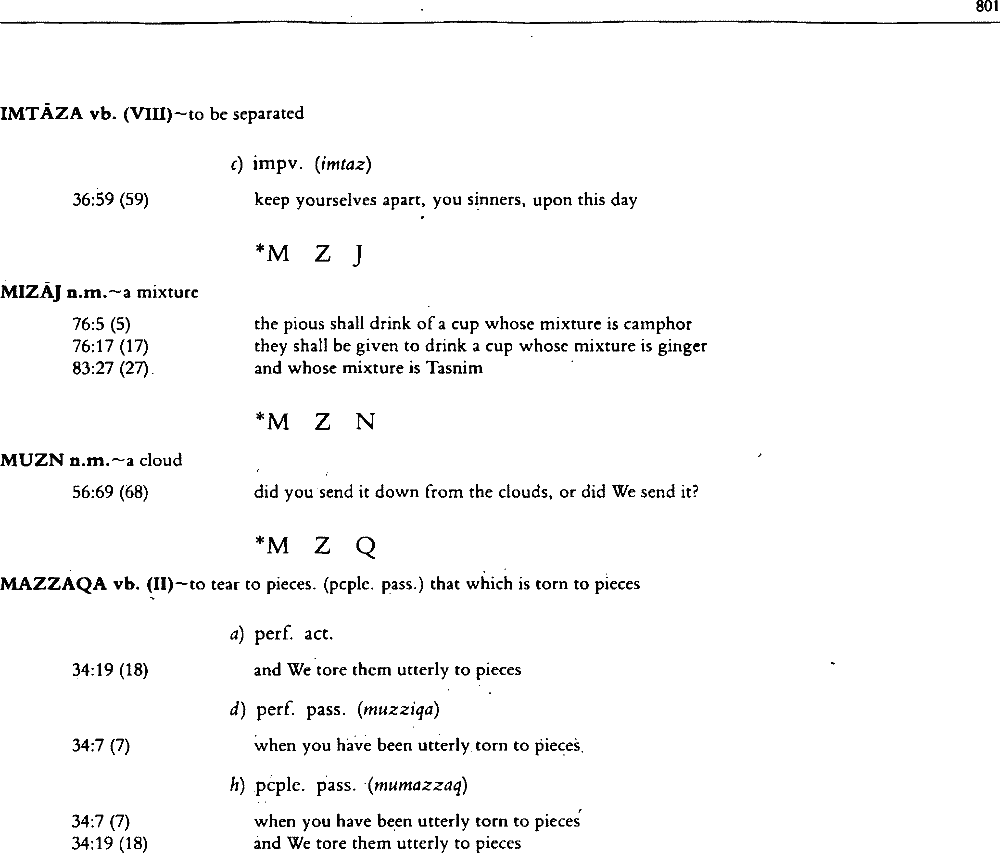 801
IMTĀZA vb. (VIII)~to be separated
c) impv. (imtaz)
36:59 (59) keep yourselves apart, you sinners, upon this day
*M Z J
MIZĀJ n.m.~a mixture
76:5 (5) the pious shall drink of a cup whose mixture is camphor
76:17 (17) they shall be given to drink a cup whose mixture is ginger
83:27 (27) and whose mixture is Tasnim
*M Z N
MUZN n.m.~a cloud
56:69 (68) did you send it down from the clouds, or did We send it?
*M Z Q
MAZZAQA vb. (II)~to tear to pieces. (pcple. pass.) that which is torn to pieces
a) perf. act.
34:19 (18) and We tore them utterly to pieces
d) perf. pass. (muzziqa)
34:7 (7) when you have been utterly torn to pieces
h) pcple. pass. (mumazzaq)
34:7 (7) when you have been utterly torn to pieces
34:19 (18) and We tore them utterly to pieces